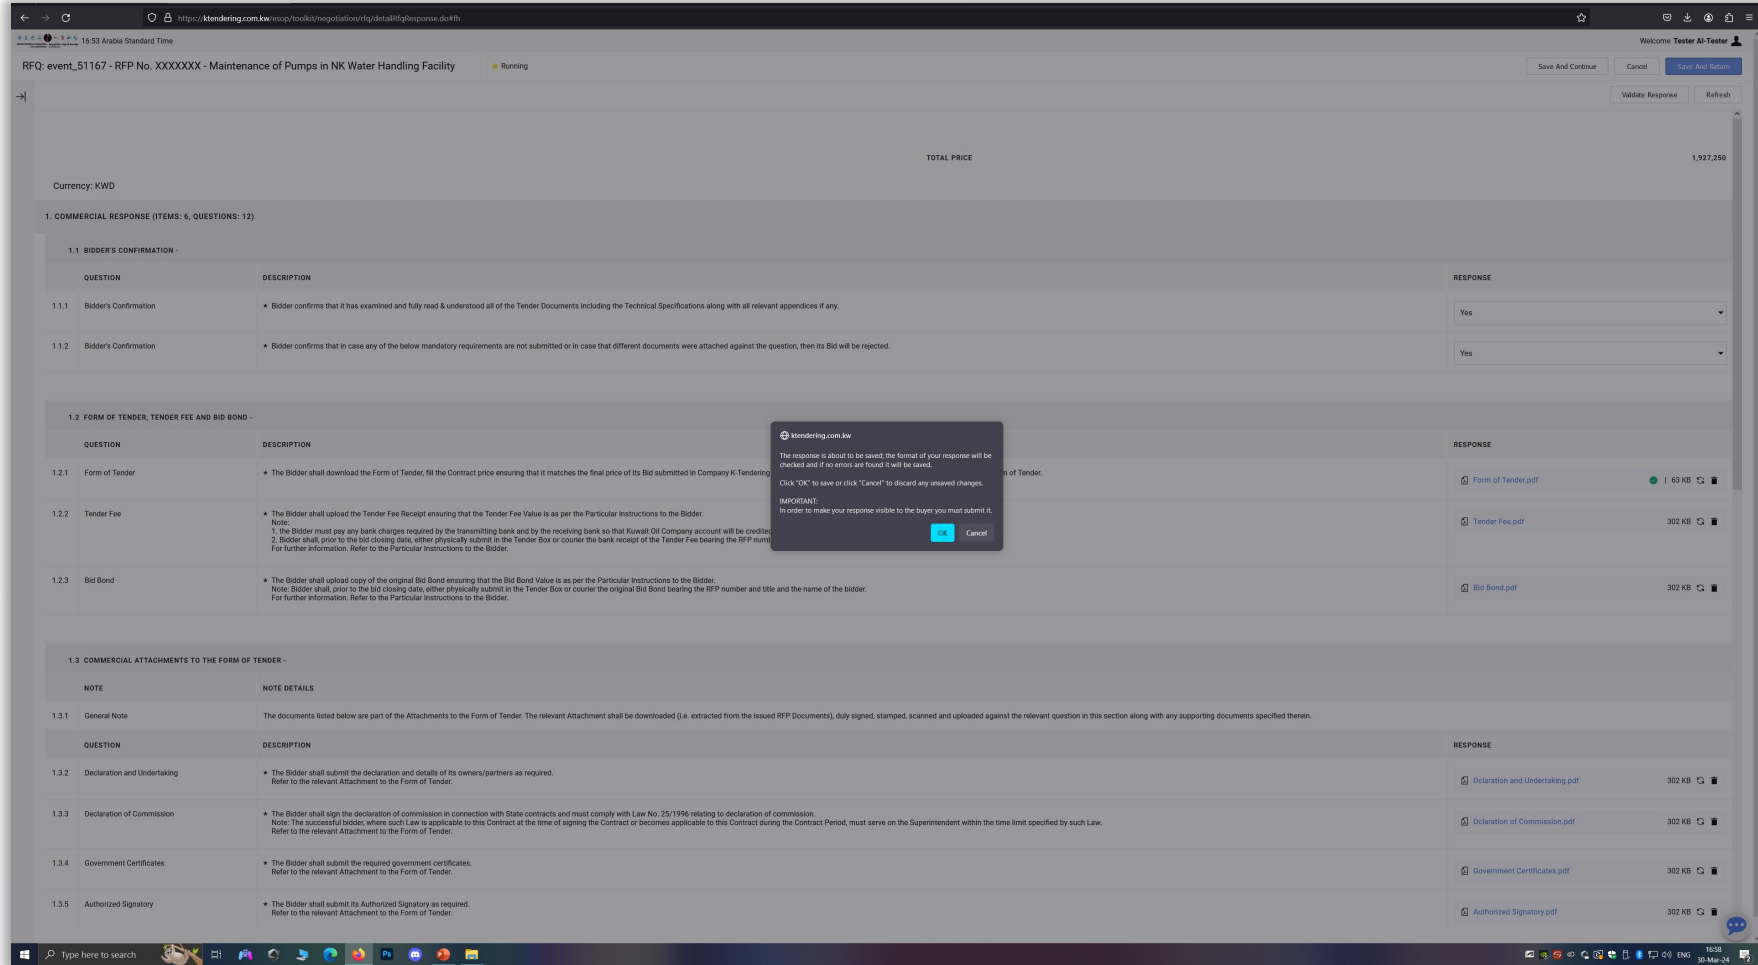 https://ktendering.com.kw/esop/toolkit/negotiation/rfq/detailRfqResponse.do#fh
16:53 Arabia Standard Time
Welcome Tester Al-Tester
RFQ: event_51167 - RFP No. XXXXXXX - Maintenance of Pumps in NK Water Handling Facility
Running
Save And Continue
Cancel
Save And Return
Validate Response
Refresh
TOTAL PRICE
1,927,250
Currency: KWD
1. COMMERCIAL RESPONSE (ITEMS: 6, QUESTIONS: 12)
1.1 BIDDER'S CONFIRMATION -
QUESTION DESCRIPTION RESPONSE
1.1.1 Bidder's Confirmation * Bidder confirms that it has examined and fully read & understood all of the Tender Documents including the Technical Specifications along with all relevant appendices if any. Yes
1.1.2 Bidder's Confirmation * Bidder confirms that in case any of the below mandatory requirements are not submitted or in case that different documents were attached against the question, then its Bid will be rejected. Yes
1.2 FORM OF TENDER, TENDER FEE AND BID BOND -
QUESTION DESCRIPTION RESPONSE
1.2.1 Form of Tender * The Bidder shall download the Form of Tender, fill the Contract price ensuring that it matches the final price of its Bid submitted in Company K-Tendering
n of Tender.
Form of Tender.pdf | 63 KB
1.2.2 Tender Fee * The Bidder shall upload the Tender Fee Receipt ensuring that the Tender Fee Value is as per the Particular Instructions to the Bidder.
Note:
1. the Bidder must pay any bank charges required by the transmitting bank and by the receiving bank so that Kuwait Oil Company account will be credited
2. Bidder shall, prior to the bid closing date, either physically submit in the Tender Box or courier the bank receipt of the Tender Fee bearing the RFP numb
For further information. Refer to the Particular Instructions to the Bidder.
Tender Fee.pdf 302 KB
1.2.3 Bid Bond * The Bidder shall upload copy of the original Bid Bond ensuring that the Bid Bond Value is as per the Particular Instructions to the Bidder.
Note: Bidder shall, prior to the bid closing date, either physically submit in the Tender Box or courier the original Bid Bond bearing the RFP number and title and the name of the bidder.
For further information. Refer to the Particular Instructions to the Bidder.
Bid Bond.pdf 302 KB
ktendering.com.kw
The response is about to be saved; the format of your response will be
checked and if no errors are found it will be saved.
Click "OK" to save or click "Cancel" to discard any unsaved changes.
IMPORTANT:
In order to make your response visible to the buyer you must submit it.
OK
Cancel
1.3 COMMERCIAL ATTACHMENTS TO THE FORM OF TENDER -
NOTE NOTE DETAILS
1.3.1 General Note The documents listed below are part of the Attachments to the Form of Tender. The relevant Attachment shall be downloaded (i.e. extracted from the issued RFP Documents), duly signed, stamped, scanned and uploaded against the relevant question in this section along with any supporting documents specified therein.
QUESTION DESCRIPTION RESPONSE
1.3.2 Declaration and Undertaking * The Bidder shall submit the declaration and details of its owners/partners as required.
Refer to the relevant Attachment to the Form of Tender.
Dclaration and Undertaking.pdf 302 KB
1.3.3 Declaration of Commission * The Bidder shall sign the declaration of commission in connection with State contracts and must comply with Law No. 25/1996 relating to declaration of commission.
Note: The successful bidder, where such Law is applicable to this Contract at the time of signing the Contract or becomes applicable to this Contract during the Contract Period, must serve on the Superintendent within the time limit specified by such Law.
Refer to the relevant Attachment to the Form of Tender.
Dclaration of Commission.pdf 302 KB
1.3.4 Government Certificates * The Bidder shall submit the required government certificates.
Refer to the relevant Attachment to the Form of Tender.
Government Certificates.pdf 302 KB
1.3.5 Authorized Signatory * The Bidder shall submit its Authorized Signatory as required.
Refer to the relevant Attachment to the Form of Tender.
Authorized Signatory.pdf 302 KB
Type here to search
Ps
ENG
16:58
30-Mar-24